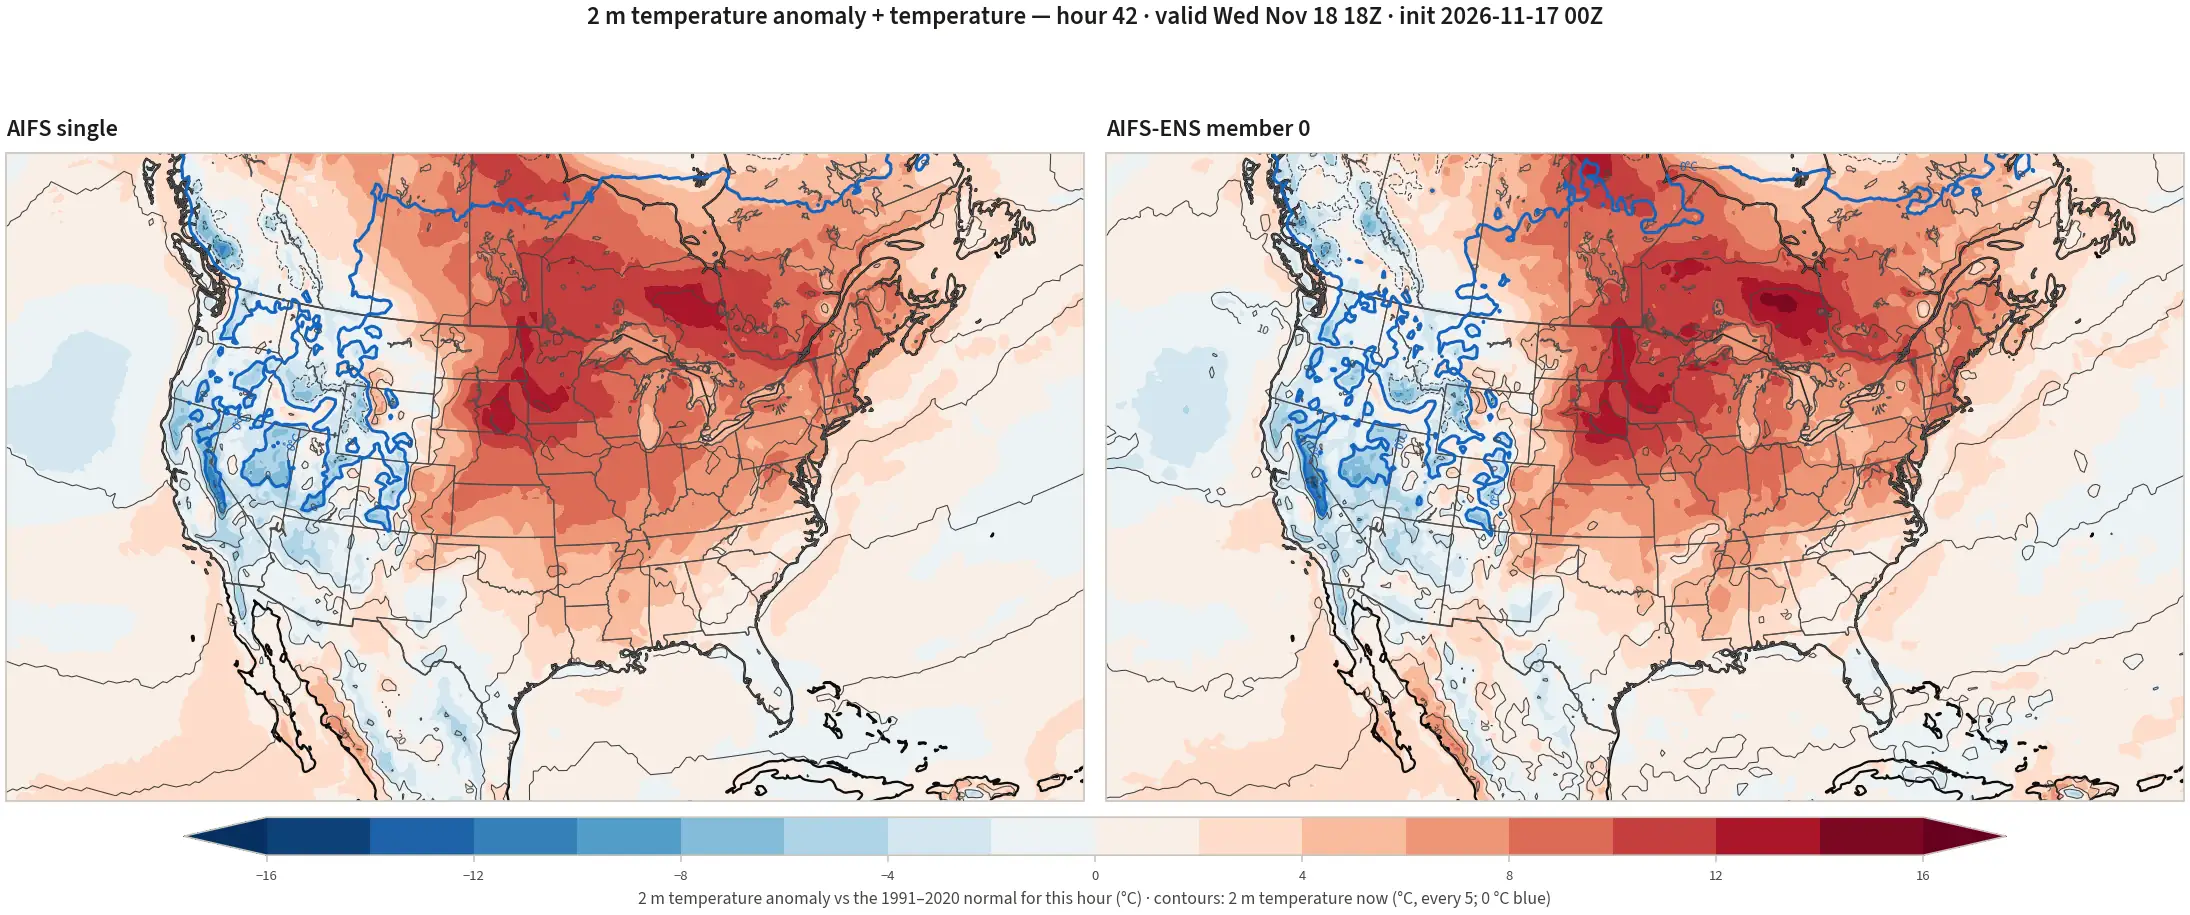 2 m temperature anomaly + temperature — hour 42 · valid Wed Nov 18 18Z · init 2026-11-17 00Z
AIFS single
AIFS-ENS member 0
0°C
10
−16 −12 −8 −4 0 4 8 12 16
2 m temperature anomaly vs the 1991–2020 normal for this hour (°C) · contours: 2 m temperature now (°C, every 5; 0 °C blue)